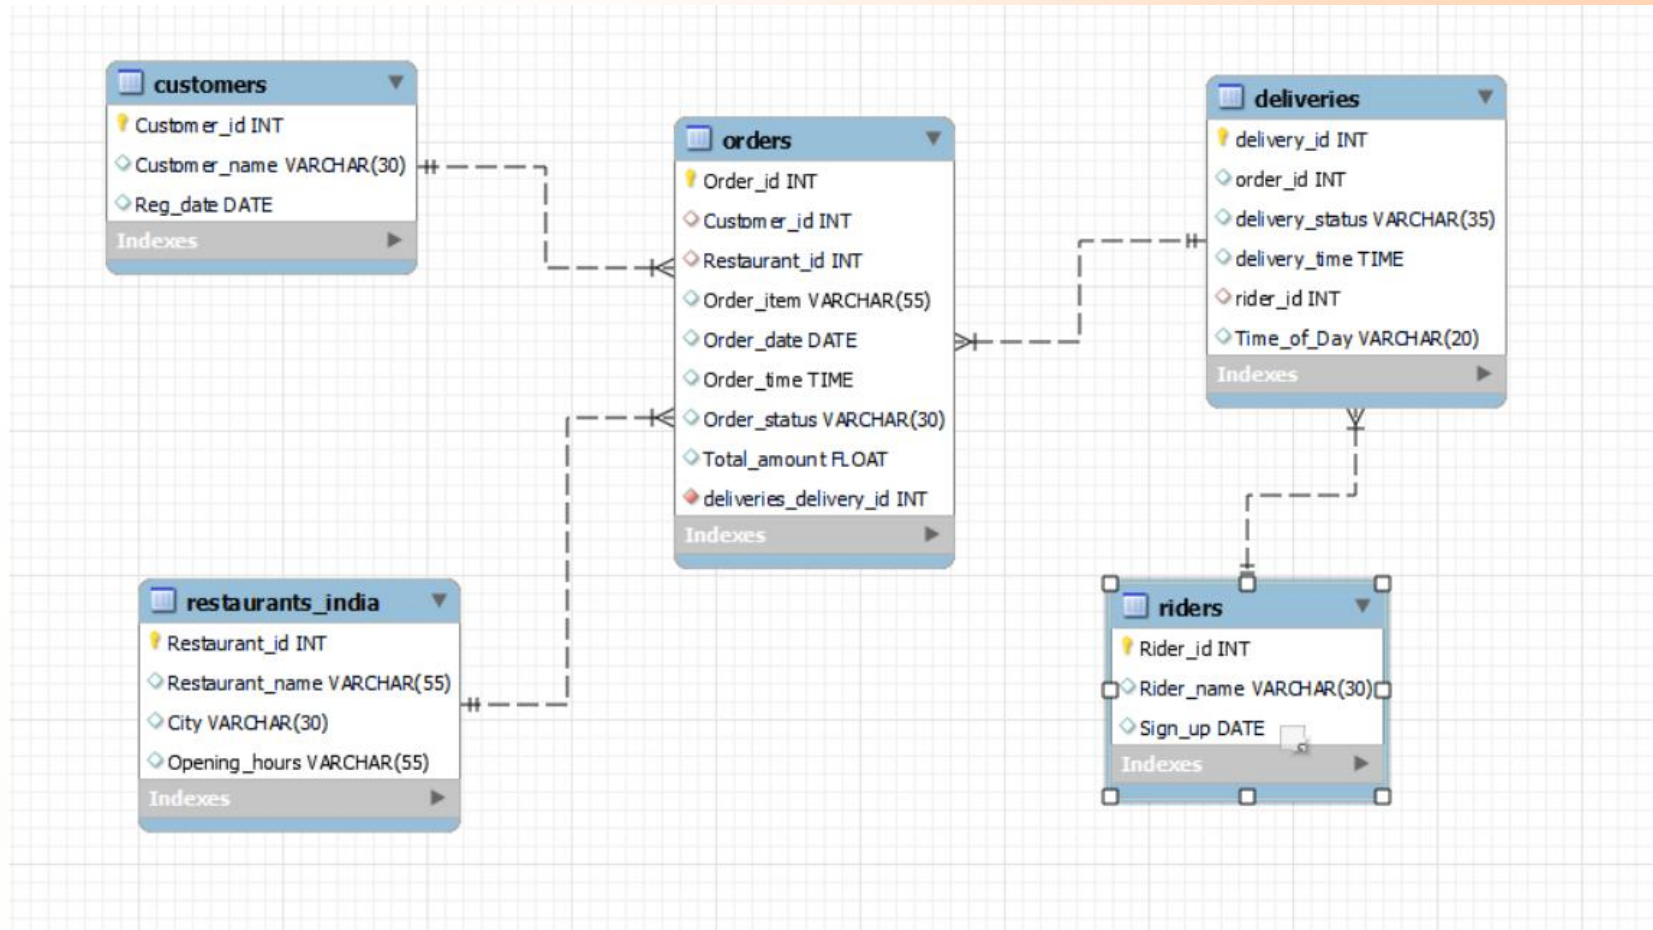 customers
Customer_id INT
Customer_name VARCHAR(30)
Reg_date DATE
Indexes
orders
Order_id INT
Customer_id INT
Restaurant_id INT
Order_item VARCHAR(55)
Order_date DATE
Order_time TIME
Order_status VARCHAR(30)
Total_amount FLOAT
deliveries_delivery_id INT
Indexes
deliveries
delivery_id INT
order_id INT
delivery_status VARCHAR(35)
delivery_time TIME
rider_id INT
Time_of_Day VARCHAR(20)
Indexes
restaurants_india
Restaurant_id INT
Restaurant_name VARCHAR(55)
City VARCHAR(30)
Opening_hours VARCHAR(55)
Indexes
riders
Rider_id INT
Rider_name VARCHAR(30)
Sign_up DATE
Indexes